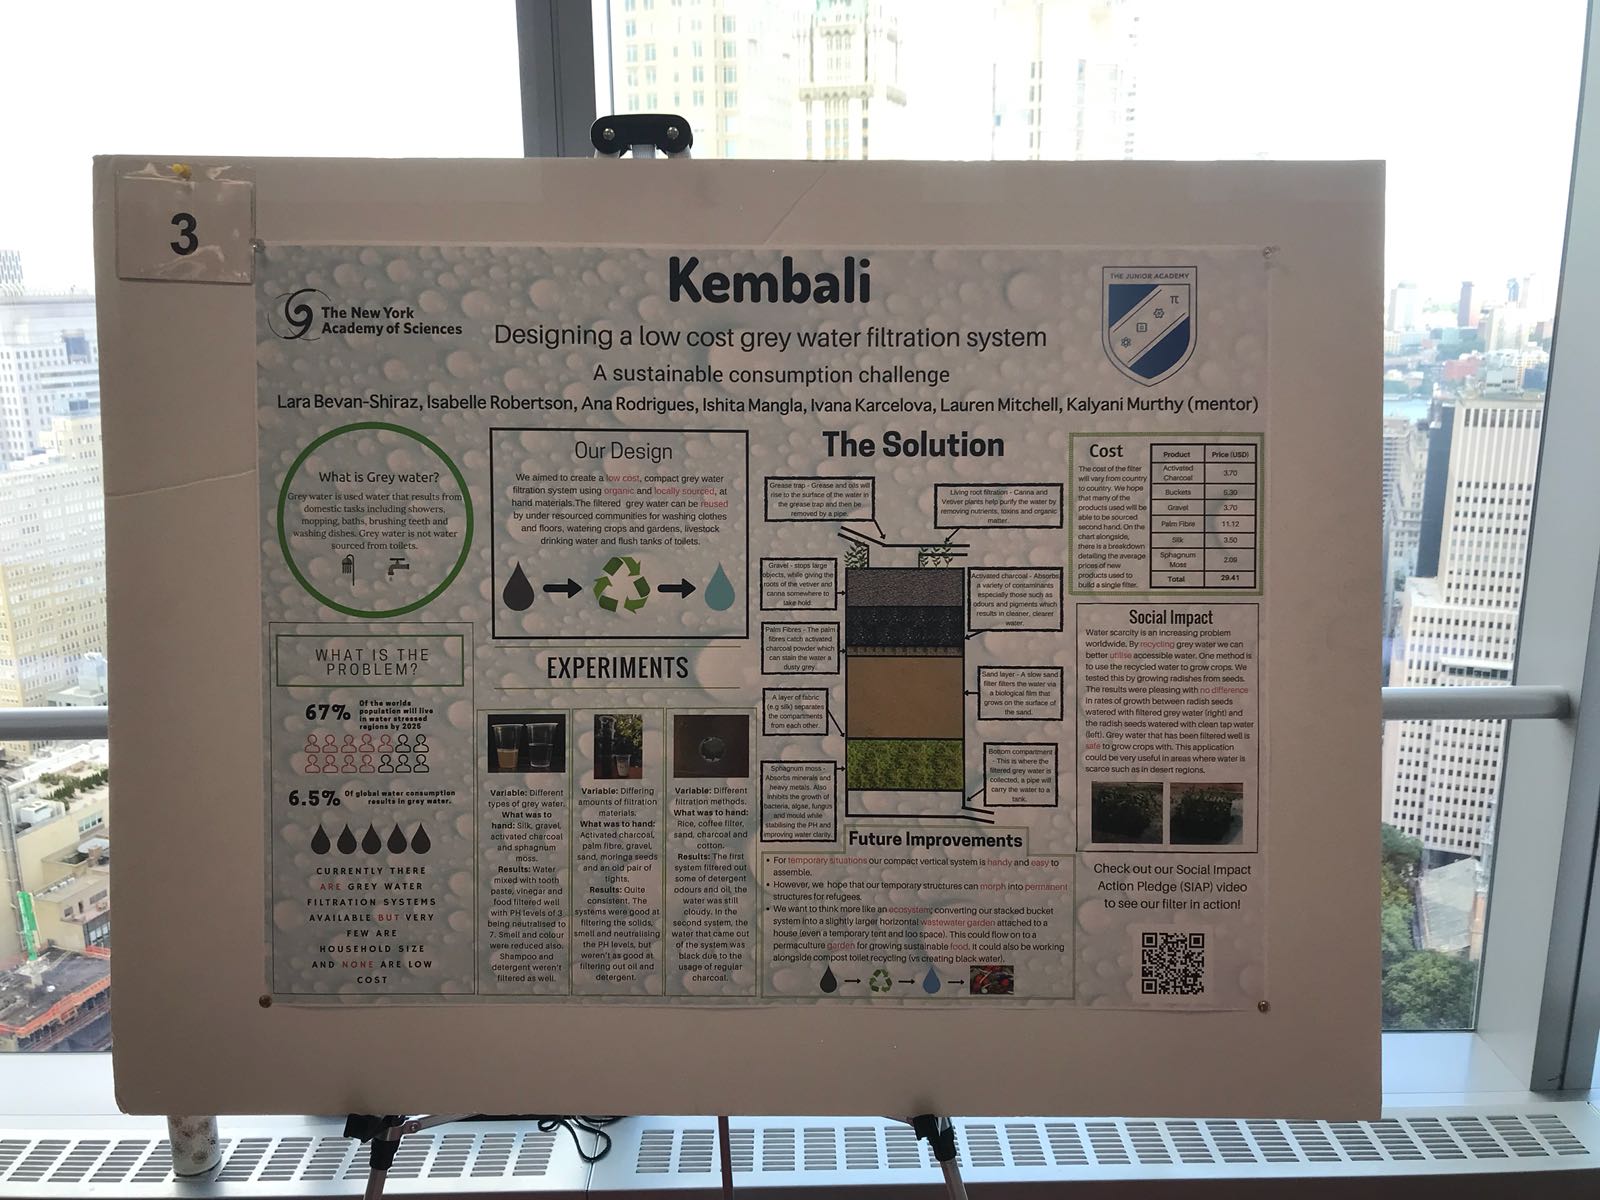 3
Kembali
The New York
Academy of Sciences
THE JUNIOR ACADEMY
Designing a low cost grey water filtration system
A sustainable consumption challenge
Lara Bevan-Shiraz, Isabelle Robertson, Ana Rodrigues, Ishita Mangla, Ivana Karcelova, Lauren Mitchell, Kalyani Murthy (mentor)
What is Grey water?
Grey water is used water that results from
domestic tasks including showers,
mopping, baths, brushing teeth and
washing dishes. Grey water is not water
sourced from toilets.
WHAT IS THE
PROBLEM?
67%
Of the worlds
population will live
in water stressed
regions by 2025
6.5%
Of global water consumption
results in grey water.
CURRENTLY THERE
ARE GREY WATER
FILTRATION SYSTEMS
AVAILABLE BUT VERY
FEW ARE
HOUSEHOLD SIZE
AND NONE ARE LOW
COST
Our Design
We aimed to create a low cost, compact grey water
filtration system using organic and locally sourced, at
hand materials.The filtered grey water can be reused
by under resourced communities for washing clothes
and floors, watering crops and gardens, livestock
drinking water and flush tanks of toilets.
EXPERIMENTS
Variable: Different
types of grey water.
What was to
hand: Silk, gravel,
activated charcoal
and sphagnum
moss.
Results: Water
mixed with tooth
paste, vinegar and
food filtered well
with PH levels of 3
being neutralised to
7. Smell and colour
were reduced also.
Shampoo and
detergent weren't
filtered as well.
Variable: Differing
amounts of filtration
materials.
What was to hand:
Activated charcoal,
palm fibre, gravel,
sand, moringa seeds
and an old pair of
tights.
Results: Quite
consistent. The
systems were good at
filtering the solids,
smell and neutralising
the PH levels, but
weren't as good at
filtering out oil and
detergent.
Variable: Different
filtration methods.
What was to hand:
Rice, coffee filter,
sand, charcoal and
cotton.
Results: The first
system filtered out
some of detergent
odours and oil, the
water was still
cloudy. In the
second system, the
water that came out
of the system was
black due to the
usage of regular
charcoal.
The Solution
Grease trap - Grease and oils will
rise to the surface of the water in
the grease trap and then be
removed by a pipe.
Living root filtration - Canna and
Vetiver plants help purify the water by
removing nutrients, toxins and organic
matter.
Gravel - stops large
objects, while giving the
roots of the vetiver and
canna somewhere to
take hold.
Activated charcoal - Absorbs
a variety of contaminants
especially those such as
odours and pigments which
results in cleaner, clearer
water.
Palm Fibres - The palm
fibres catch activated
charcoal powder which
can stain the water a
dusty grey.
Sand layer - A slow sand
filter filters the water via
a biological film that
grows on the surface of
the sand.
A layer of fabric
(e.g silk) separates
the compartments
from each other.
Bottom compartment
- This is where the
filtered grey water is
collected, a pipe will
carry the water to a
tank.
Sphagnum moss -
Absorbs minerals and
heavy metals. Also
inhibits the growth of
bacteria, algae, fungus
and mould while
stabilising the PH and
improving water clarity.
Future Improvements
• For temporary situations our compact vertical system is handy and easy to
assemble.
• However, we hope that our temporary structures can morph into permanent
structures for refugees.
• We want to think more like an ecosystem; converting our stacked bucket
system into a slightly larger horizontal wastewater garden attached to a
house (even a temporary tent and loo space). This could flow on to a
permaculture garden for growing sustainable food. It could also be working
alongside compost toilet recycling (vs creating black water).
Cost
The cost of the filter
will vary from country
to country. We hope
that many of the
products used will be
able to be sourced
second hand. On the
chart alongside,
there is a breakdown
detailing the average
prices of new
products used to
build a single filter.
Product Price (USD)
Activated Charcoal 3.70
Buckets 5.30
Gravel 3.70
Palm Fibre 11.12
Silk 3.50
Sphagnum Moss 2.09
Total 29.41
Social Impact
Water scarcity is an increasing problem
worldwide. By recycling grey water we can
better utilise accessible water. One method is
to use the recycled water to grow crops. We
tested this by growing radishes from seeds.
The results were pleasing with no difference
in rates of growth between radish seeds
watered with filtered grey water (right) and
the radish seeds watered with clean tap water
(left). Grey water that has been filtered well is
safe to grow crops with. This application
could be very useful in areas where water is
scarce such as in desert regions.
Check out our Social Impact
Action Pledge (SIAP) video
to see our filter in action!